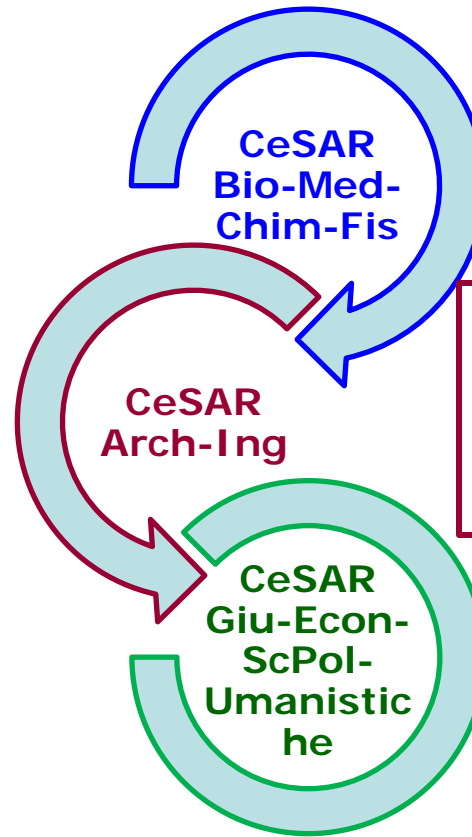 CeSAR
Bio-Med-
Chim-Fis
CeSAR
Arch-Ing
CeSAR
Giu-Econ-
ScPol-
Umanistic
he